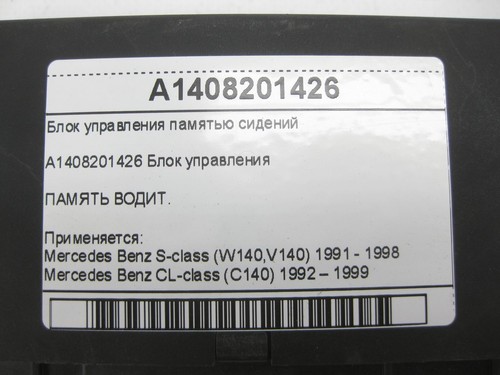 A1408201426
Блок управления памятью сидений
A1408201426 Блок управления
ПАМЯТЬ ВОДИТ.
Применяется:
Mercedes Benz S-class (W140,V140) 1991 - 1998
Mercedes Benz CL-class (C140) 1992 – 1999